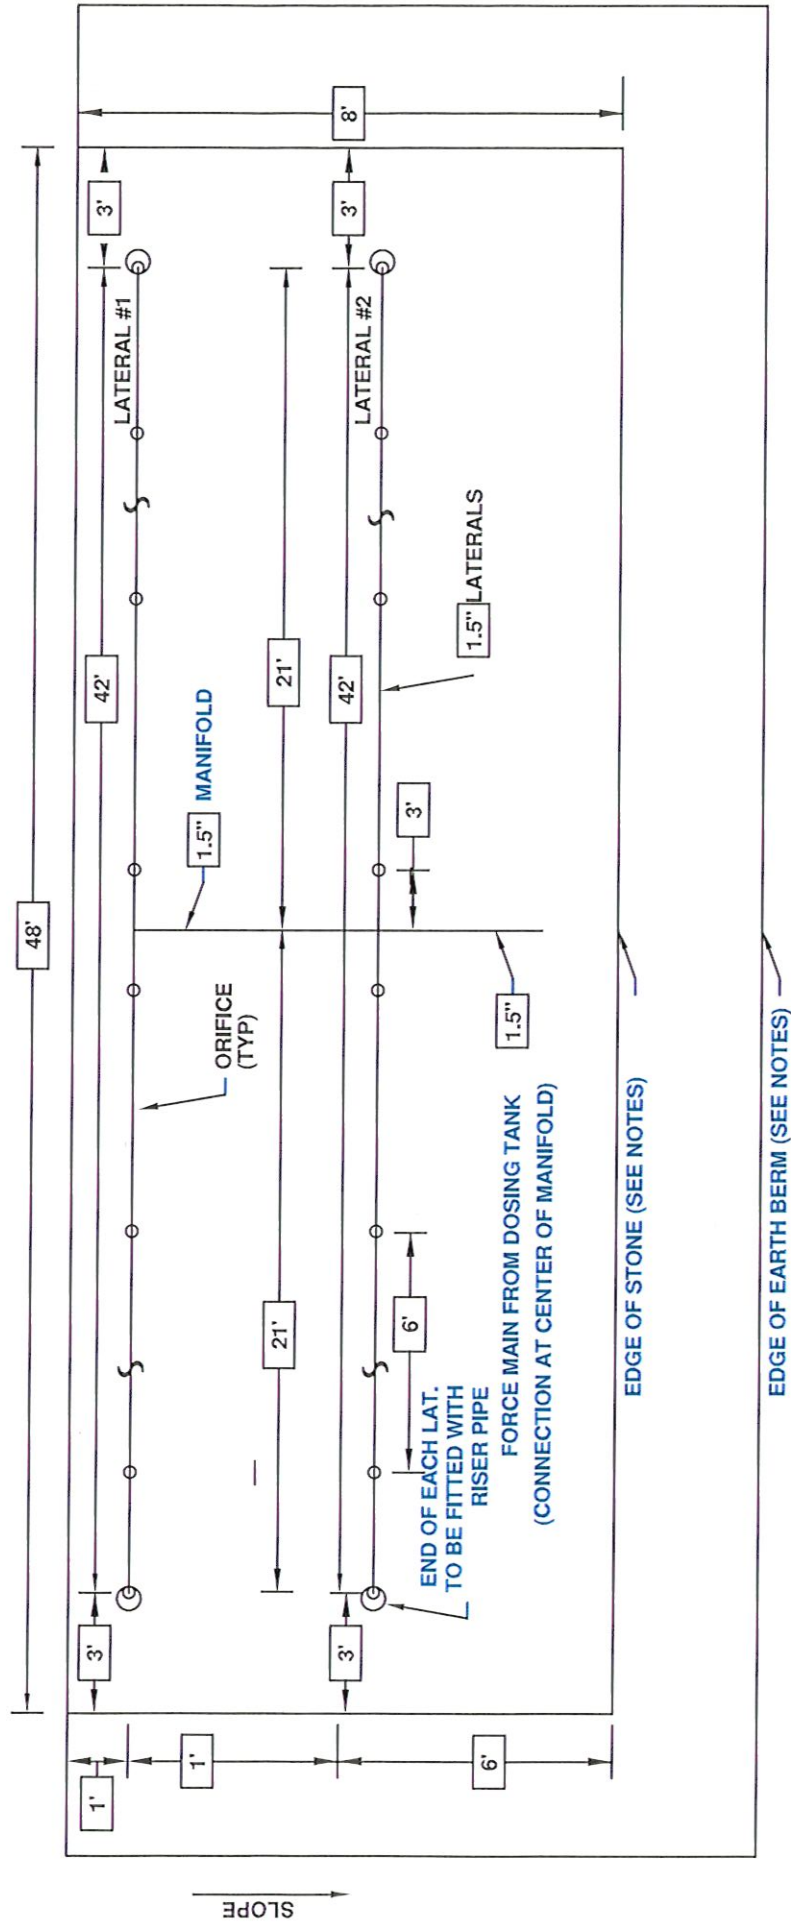 48'
8'
3'
42'
3'
LATERAL #1
1.5"
MANIFOLD
ORIFICE
(TYP)
21'
21'
3'
42'
3'
LATERAL #2
1.5"
LATERALS
3'
6'
1.5"
END OF EACH LAT.
TO BE FITTED WITH
RISER PIPE
FORCE MAIN FROM DOSING TANK
(CONNECTION AT CENTER OF MANIFOLD)
EDGE OF STONE (SEE NOTES)
EDGE OF EARTH BERM (SEE NOTES)
1'
1'
6'
SLOPE